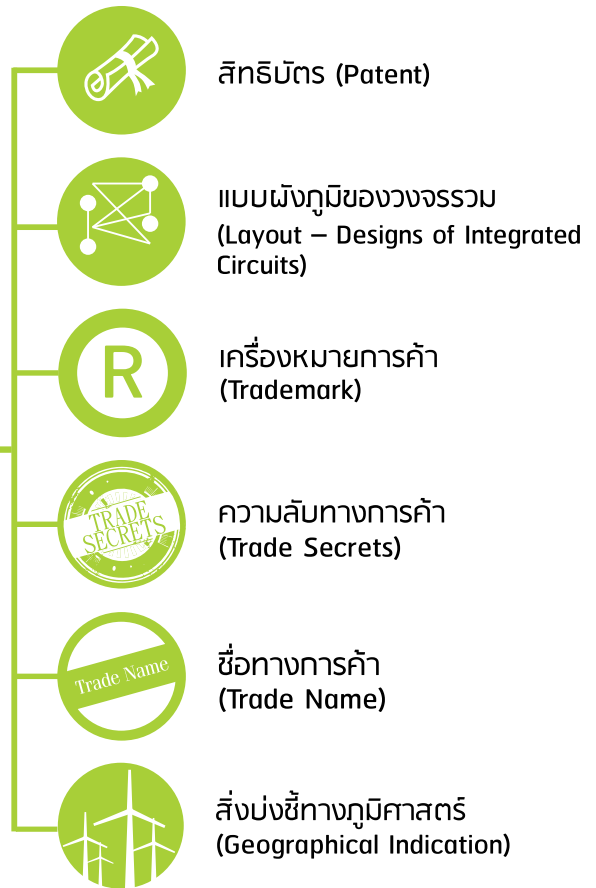 สิทธิบัตร (Patent)
แบบผังภูมิของวงจรรวม
(Layout – Designs of Integrated
Circuits)
R
เครื่องหมายการค้า
(Trademark)
TRADE
SECRETS
ความลับทางการค้า
(Trade Secrets)
Trade Name
ชื่อทางการค้า
(Trade Name)
สิ่งบ่งชี้ทางภูมิศาสตร์
(Geographical Indication)